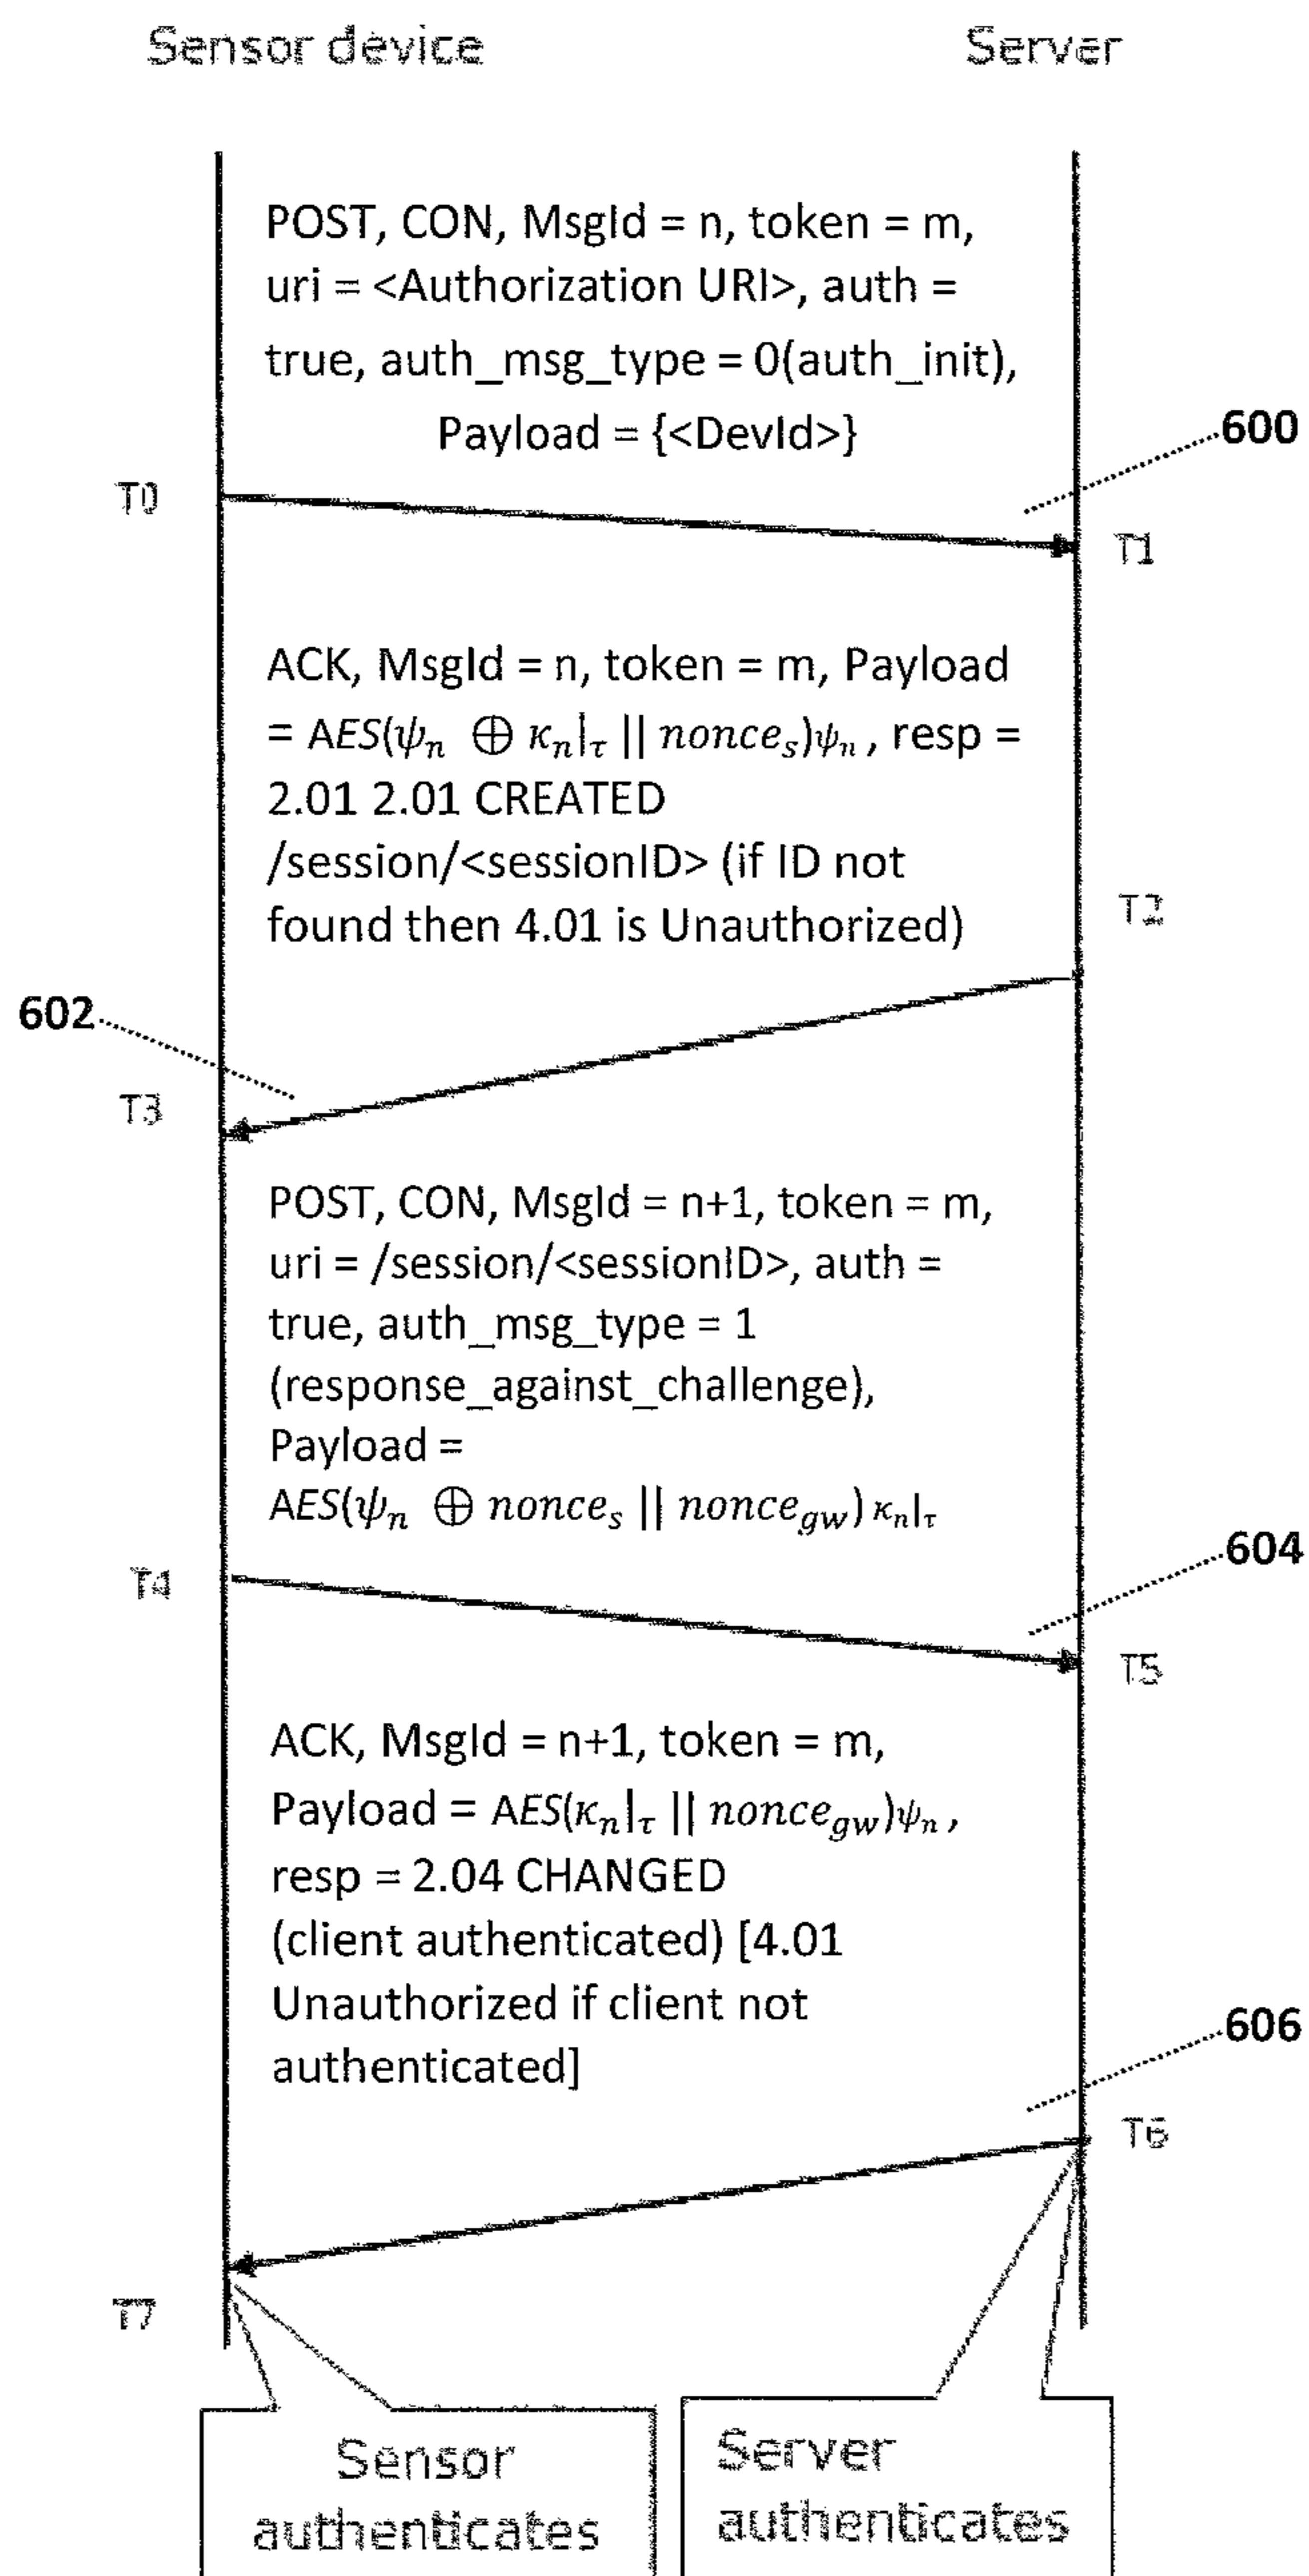 Sensor device
Server
POST, CON, MsgId = n, token = m,
uri = <Authorization URI>, auth =
true, auth_msg_type = 0(auth_init),
Payload = {<DevId>}
600
T0
T1
ACK, MsgId = n, token = m, Payload
= AES(ψₙ ⊕ κₙ|τ || nonceₛ)ψₙ , resp =
2.01 2.01 CREATED
/session/<sessionID> (if ID not
found then 4.01 is Unauthorized)
T2
602
T3
POST, CON, MsgId = n+1, token = m,
uri = /session/<sessionID>, auth =
true, auth_msg_type = 1
(response_against_challenge),
Payload =
AES(ψₙ ⊕ nonceₛ || nonce_gw) κₙ|τ
604
T4
T5
ACK, MsgId = n+1, token = m,
Payload = AES(κₙ|τ || nonce_gw)ψₙ ,
resp = 2.04 CHANGED
(client authenticated) [4.01
Unauthorized if client not
authenticated]
606
T6
T7
Sensor
authenticates
Server
authenticates